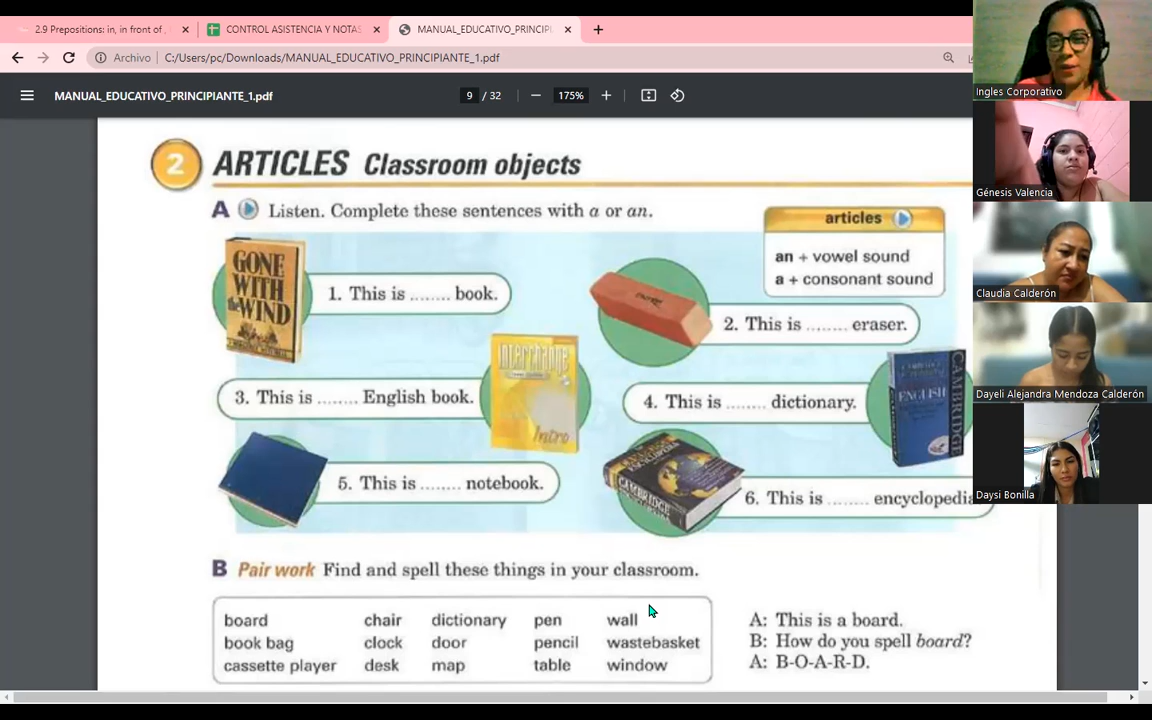 2.9 Prepositions: in, in front of ,
CONTROL ASISTENCIA Y NOTAS
MANUAL_EDUCATIVO_PRINCIPI
Archivo
C:/Users/pc/Downloads/MANUAL_EDUCATIVO_PRINCIPIANTE_1.pdf
MANUAL_EDUCATIVO_PRINCIPIANTE_1.pdf
9 / 32
175%
Ingles Corporativo
Génesis Valencia
Claudia Calderón
Dayeli Alejandra Mendoza Calderón
Daysi Bonilla
2 ARTICLES Classroom objects
A Listen. Complete these sentences with a or an.
articles
an + vowel sound
a + consonant sound
GONE
WITH
the WIND
1. This is ........ book.
2. This is ........ eraser.
3. This is ........ English book.
interchange
Intro
4. This is ........ dictionary.
ENGLISH
CAMBRIDGE
5. This is ........ notebook.
ENCYCLOPEDIA
CAMBRIDGE
6. This is ........ encyclopedia
B Pair work Find and spell these things in your classroom.
board chair dictionary pen wall
book bag clock door pencil wastebasket
cassette player desk map table window
A: This is a board.
B: How do you spell board?
A: B-O-A-R-D.